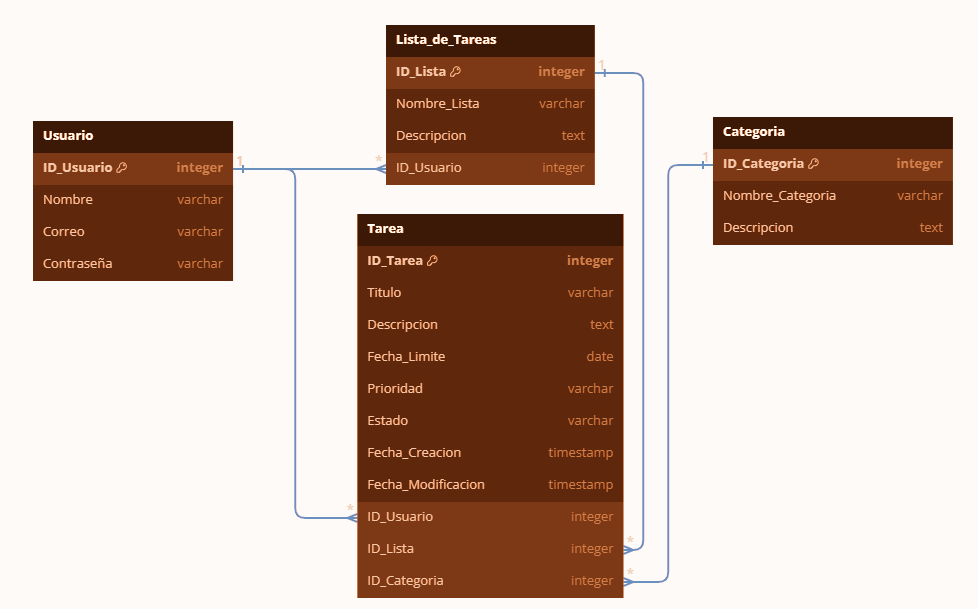 Lista_de_Tareas
ID_Lista integer
Nombre_Lista varchar
Descripcion text
ID_Usuario integer
Usuario
ID_Usuario integer
Nombre varchar
Correo varchar
Contraseña varchar
Categoria
ID_Categoria integer
Nombre_Categoria varchar
Descripcion text
Tarea
ID_Tarea integer
Titulo varchar
Descripcion text
Fecha_Limite date
Prioridad varchar
Estado varchar
Fecha_Creacion timestamp
Fecha_Modificacion timestamp
ID_Usuario integer
ID_Lista integer
ID_Categoria integer
1
*
1
1
*
*
*